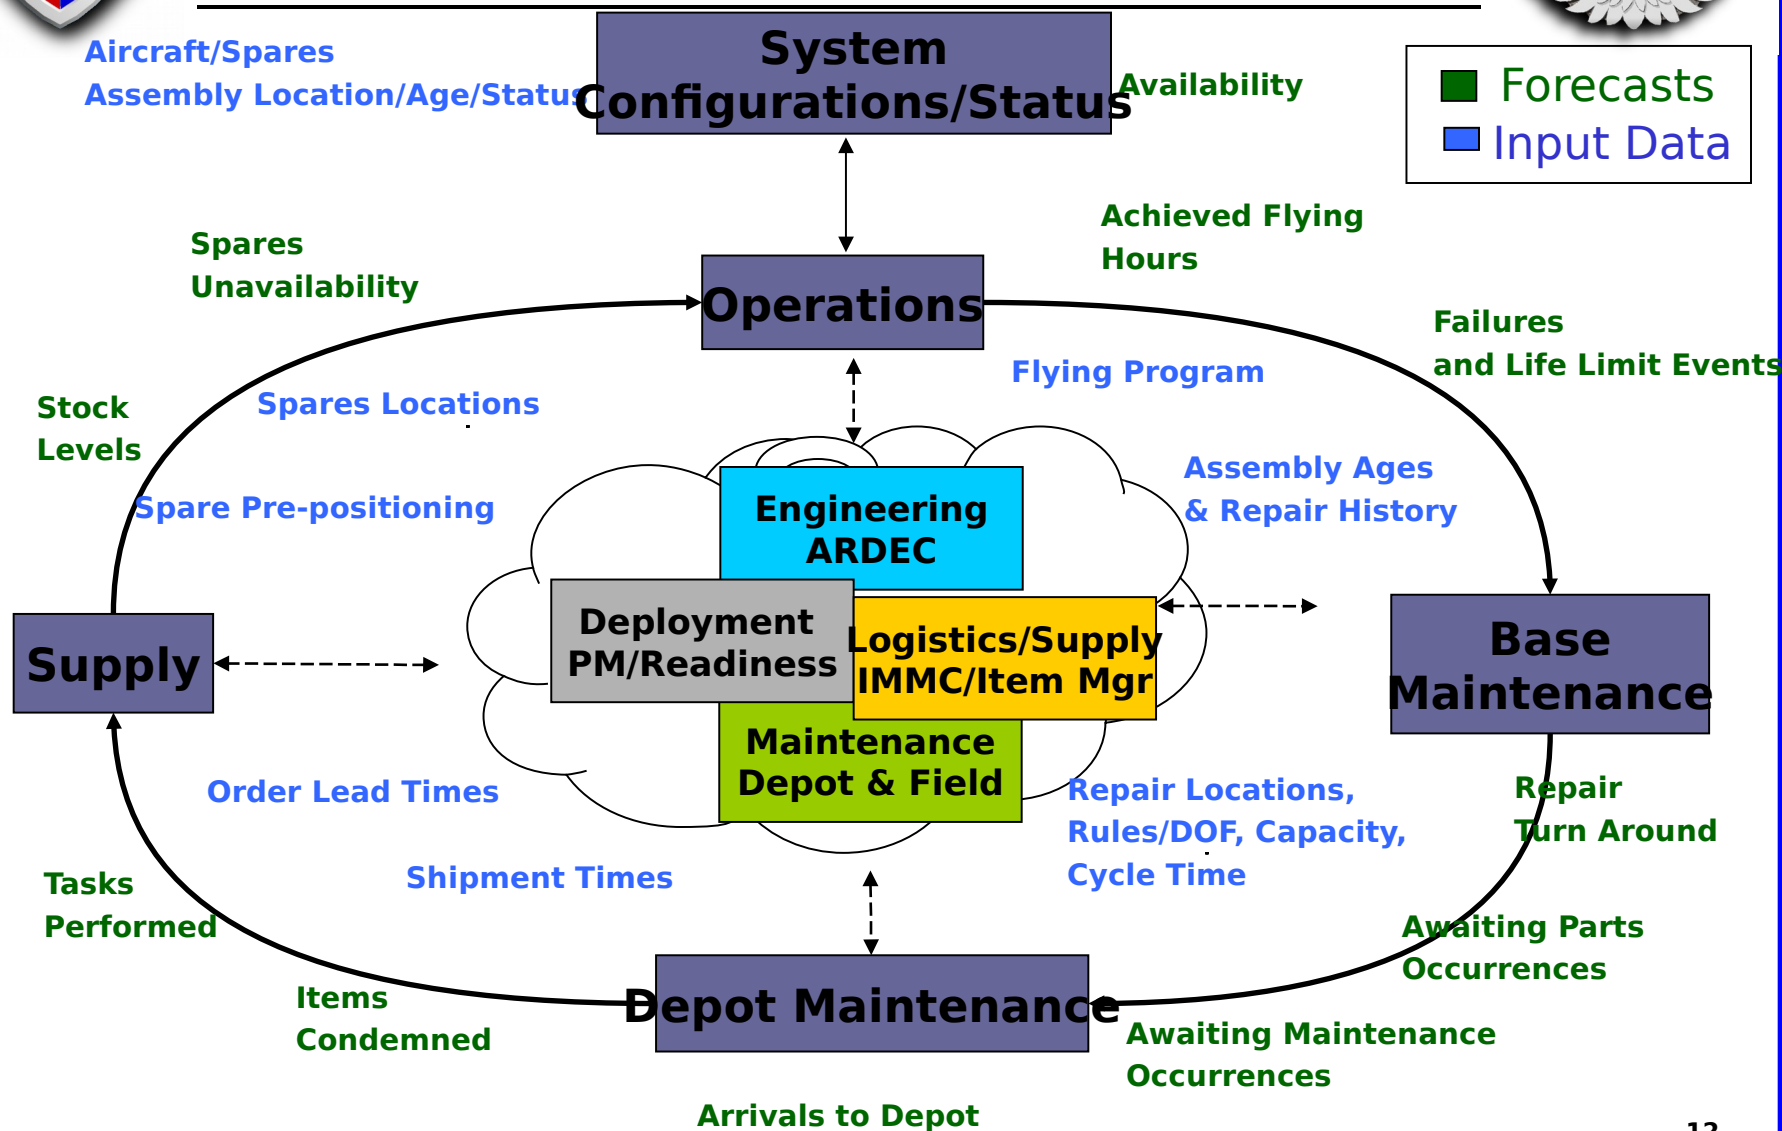 Aircraft/Spares
Assembly Location/Age/Status
System
Configurations/Status
Availability
Forecasts
Input Data
Achieved Flying
Hours
Spares
Unavailability
Operations
Failures
and Life Limit Events
Flying Program
Stock
Levels
Spares Locations
Spare Pre-positioning
Assembly Ages
& Repair History
Engineering
ARDEC
Deployment
PM/Readiness
Logistics/Supply
IMMC/Item Mgr
Maintenance
Depot & Field
Supply
Base
Maintenance
Order Lead Times
Shipment Times
Repair Locations,
Rules/DOF, Capacity,
Cycle Time
Repair
Turn Around
Tasks
Performed
Awaiting Parts
Occurrences
Items
Condemned
Depot Maintenance
Awaiting Maintenance
Occurrences
Arrivals to Depot